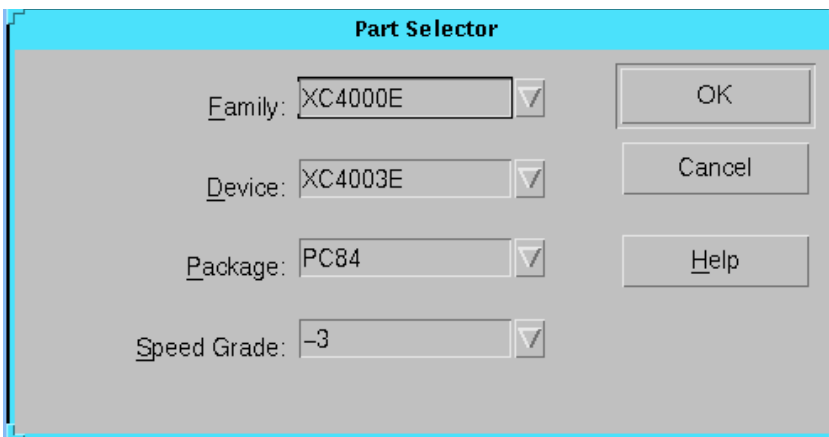 Part Selector
Family: XC4000E
OK
Device: XC4003E
Cancel
Package: PC84
Help
Speed Grade: –3